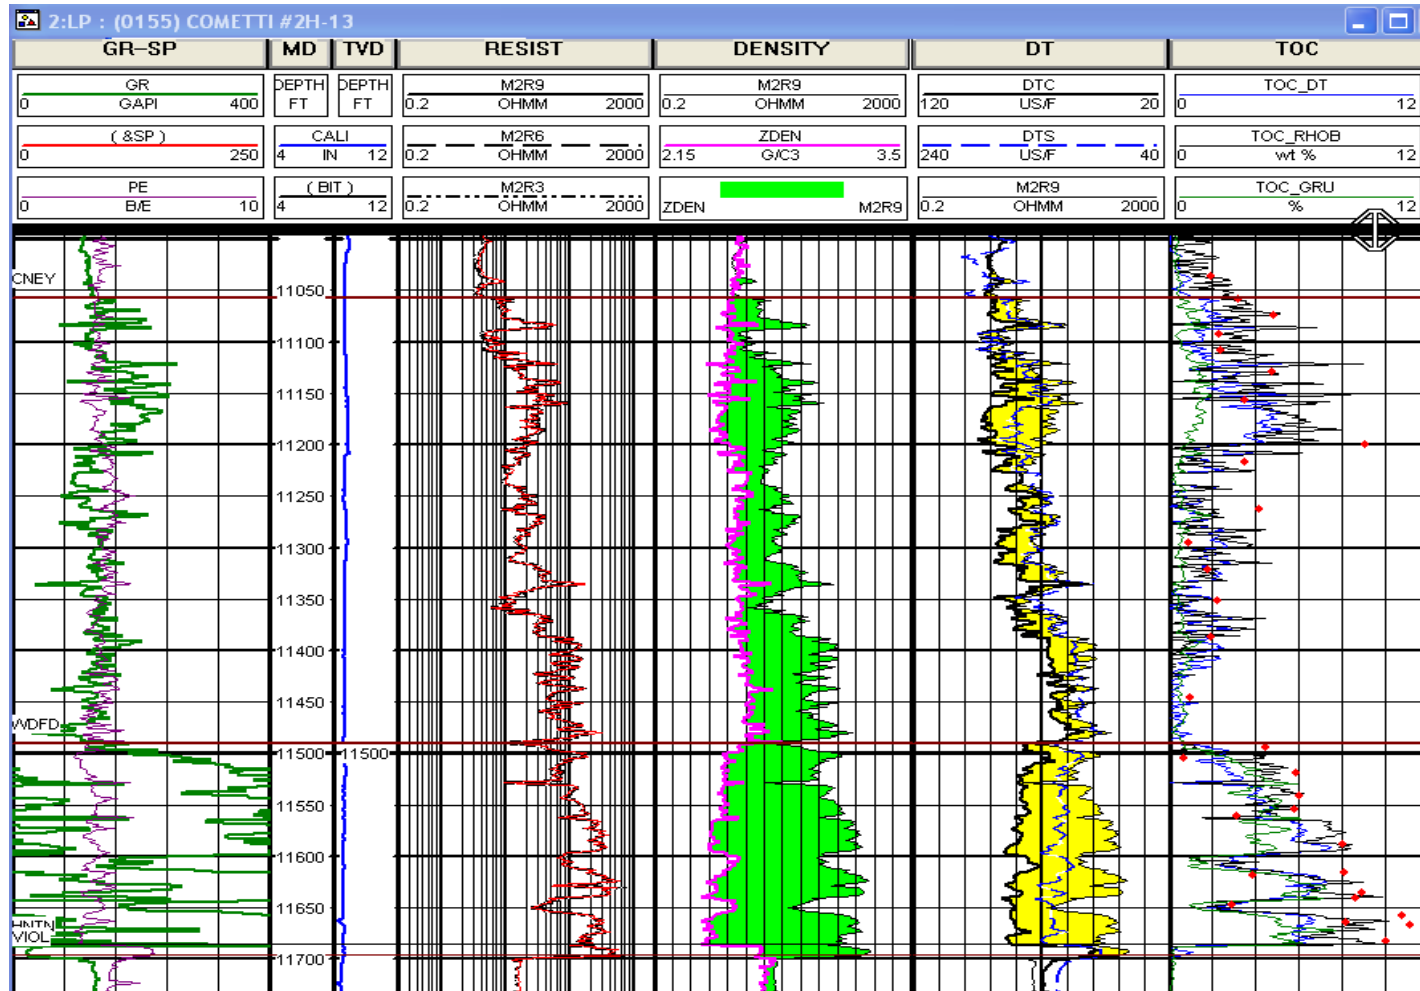 2:LP : (0155) COMETTI #2H-13
GR-SP MD TVD RESIST DENSITY DT TOC
GR DEPTH DEPTH M2R9 M2R9 DTC TOC_DT
0 GAPI 400 FT FT 0.2 OHMM 2000 0.2 OHMM 2000 120 US/F 20 0 12
( &SP ) CALI M2R6 ZDEN DTS TOC_RHOB
0 250 4 IN 12 0.2 OHMM 2000 2.15 G/C3 3.5 240 US/F 40 0 wt % 12
PE ( BIT ) M2R3 M2R9 TOC_GRU
0 B/E 10 4 12 0.2 OHMM 2000 ZDEN M2R9 0.2 OHMM 2000 0 % 12
CNEY
11050
11100
11150
11200
11250
11300
11350
11400
11450
WDFD
11500 11500
11550
11600
11650
HNTN
VIOL
11700